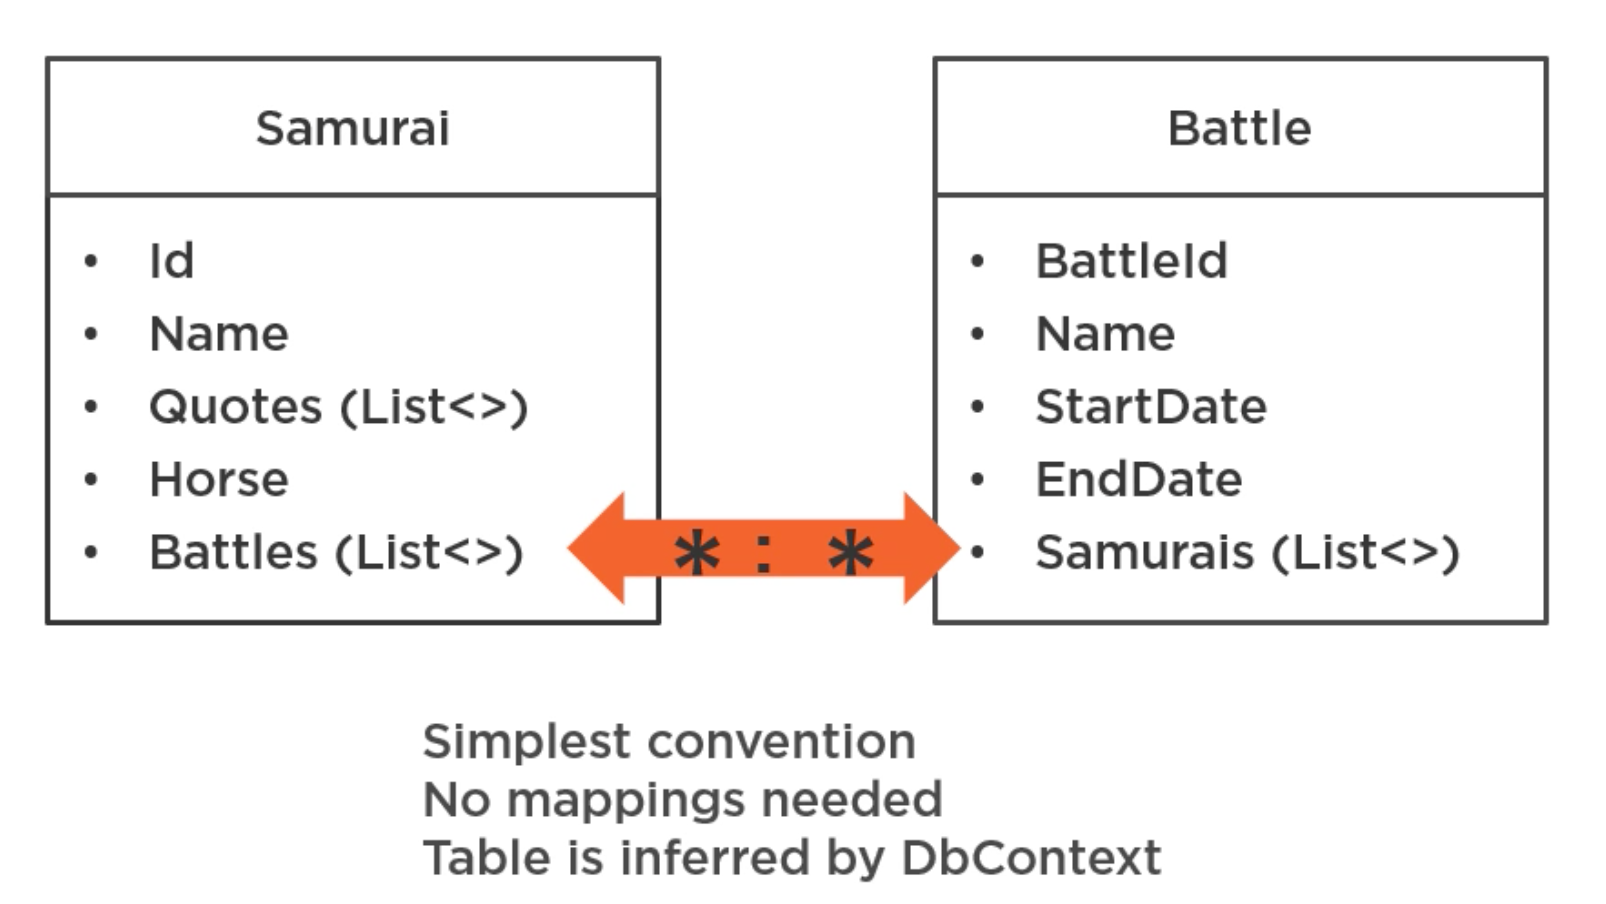 Samurai
• Id
• Name
• Quotes (List<>)
• Horse
• Battles (List<>)
* : *
Battle
• BattleId
• Name
• StartDate
• EndDate
• Samurais (List<>)
Simplest convention
No mappings needed
Table is inferred by DbContext